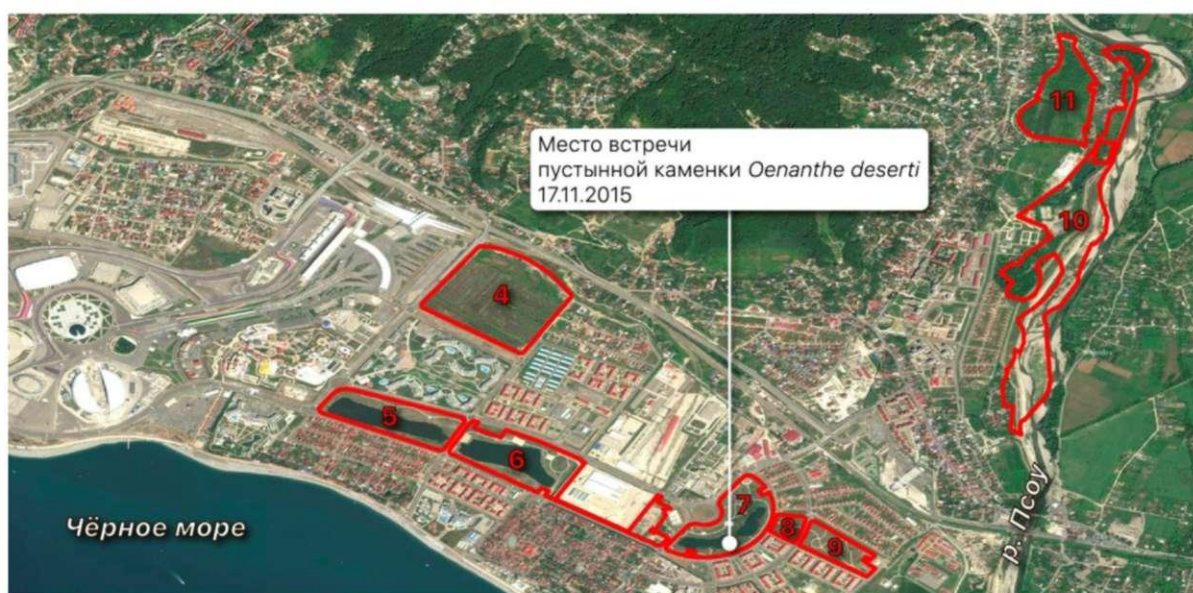 Место встречи
пустынной каменки Oenanthe deserti
17.11.2015
11
10
4
5
6
7
8
9
Чёрное море
р. Псоу